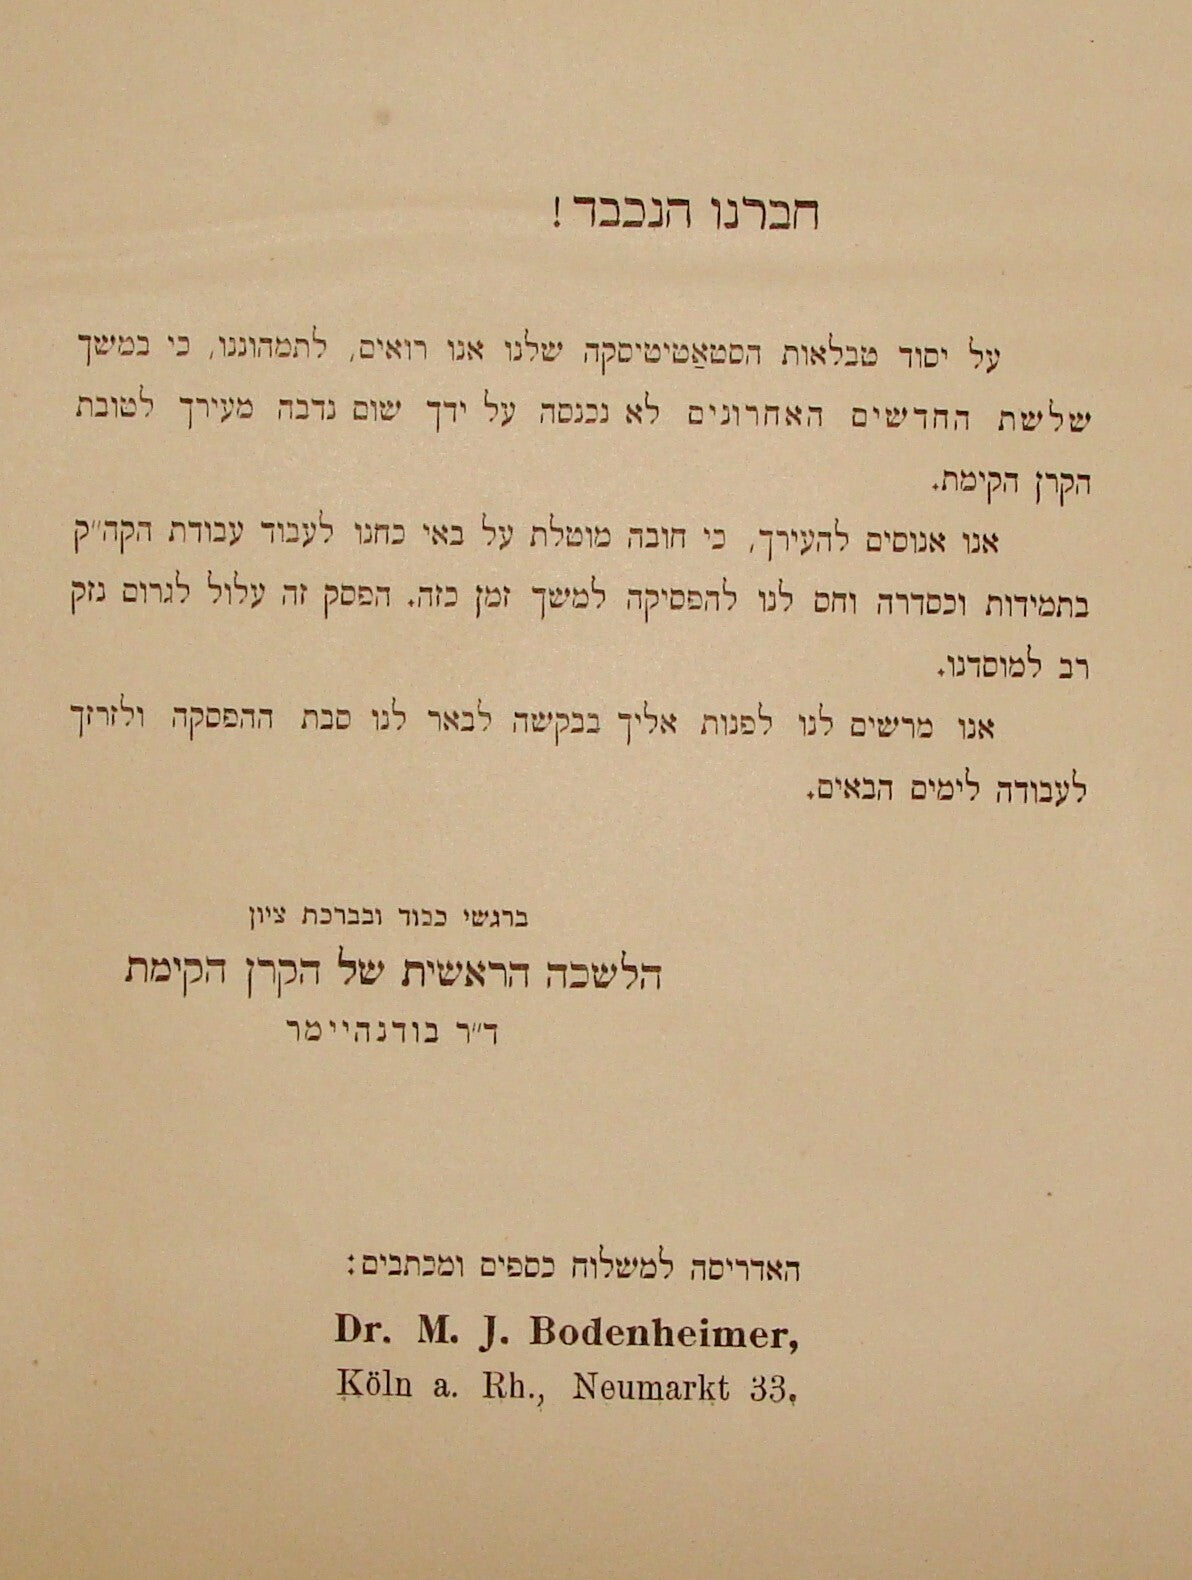 חברנו הנכבד!
על יסוד טבלאות הסטאַטיטיסקה שלנו אנו רואים, לתמהוננו, כי במשך
שלשת החדשים האחרונים לא נכנסה על ידך שום נדבה מעירך לטובת
הקרן הקימת.
אנו אנוסים להעירך, כי חובה מוטלת על באי כחנו לעבוד עבודת הקה״ק
בתמידות וכסדרה וחס לנו להפסיקה למשך זמן כזה. הפסק זה עלול לגרום נזק
רב למוסדנו.
אנו מרשים לנו לפנות אליך בבקשה לבאר לנו סבת ההפסקה ולזרזך
לעבודה לימים הבאים.
ברגשי כבוד ובברכת ציון
הלשכה הראשית של הקרן הקימת
ד״ר בודנהיימר
האדריסה למשלוח כספים ומכתבים:
Dr. M. J. Bodenheimer,
Köln a. Rh., Neumarkt 33.